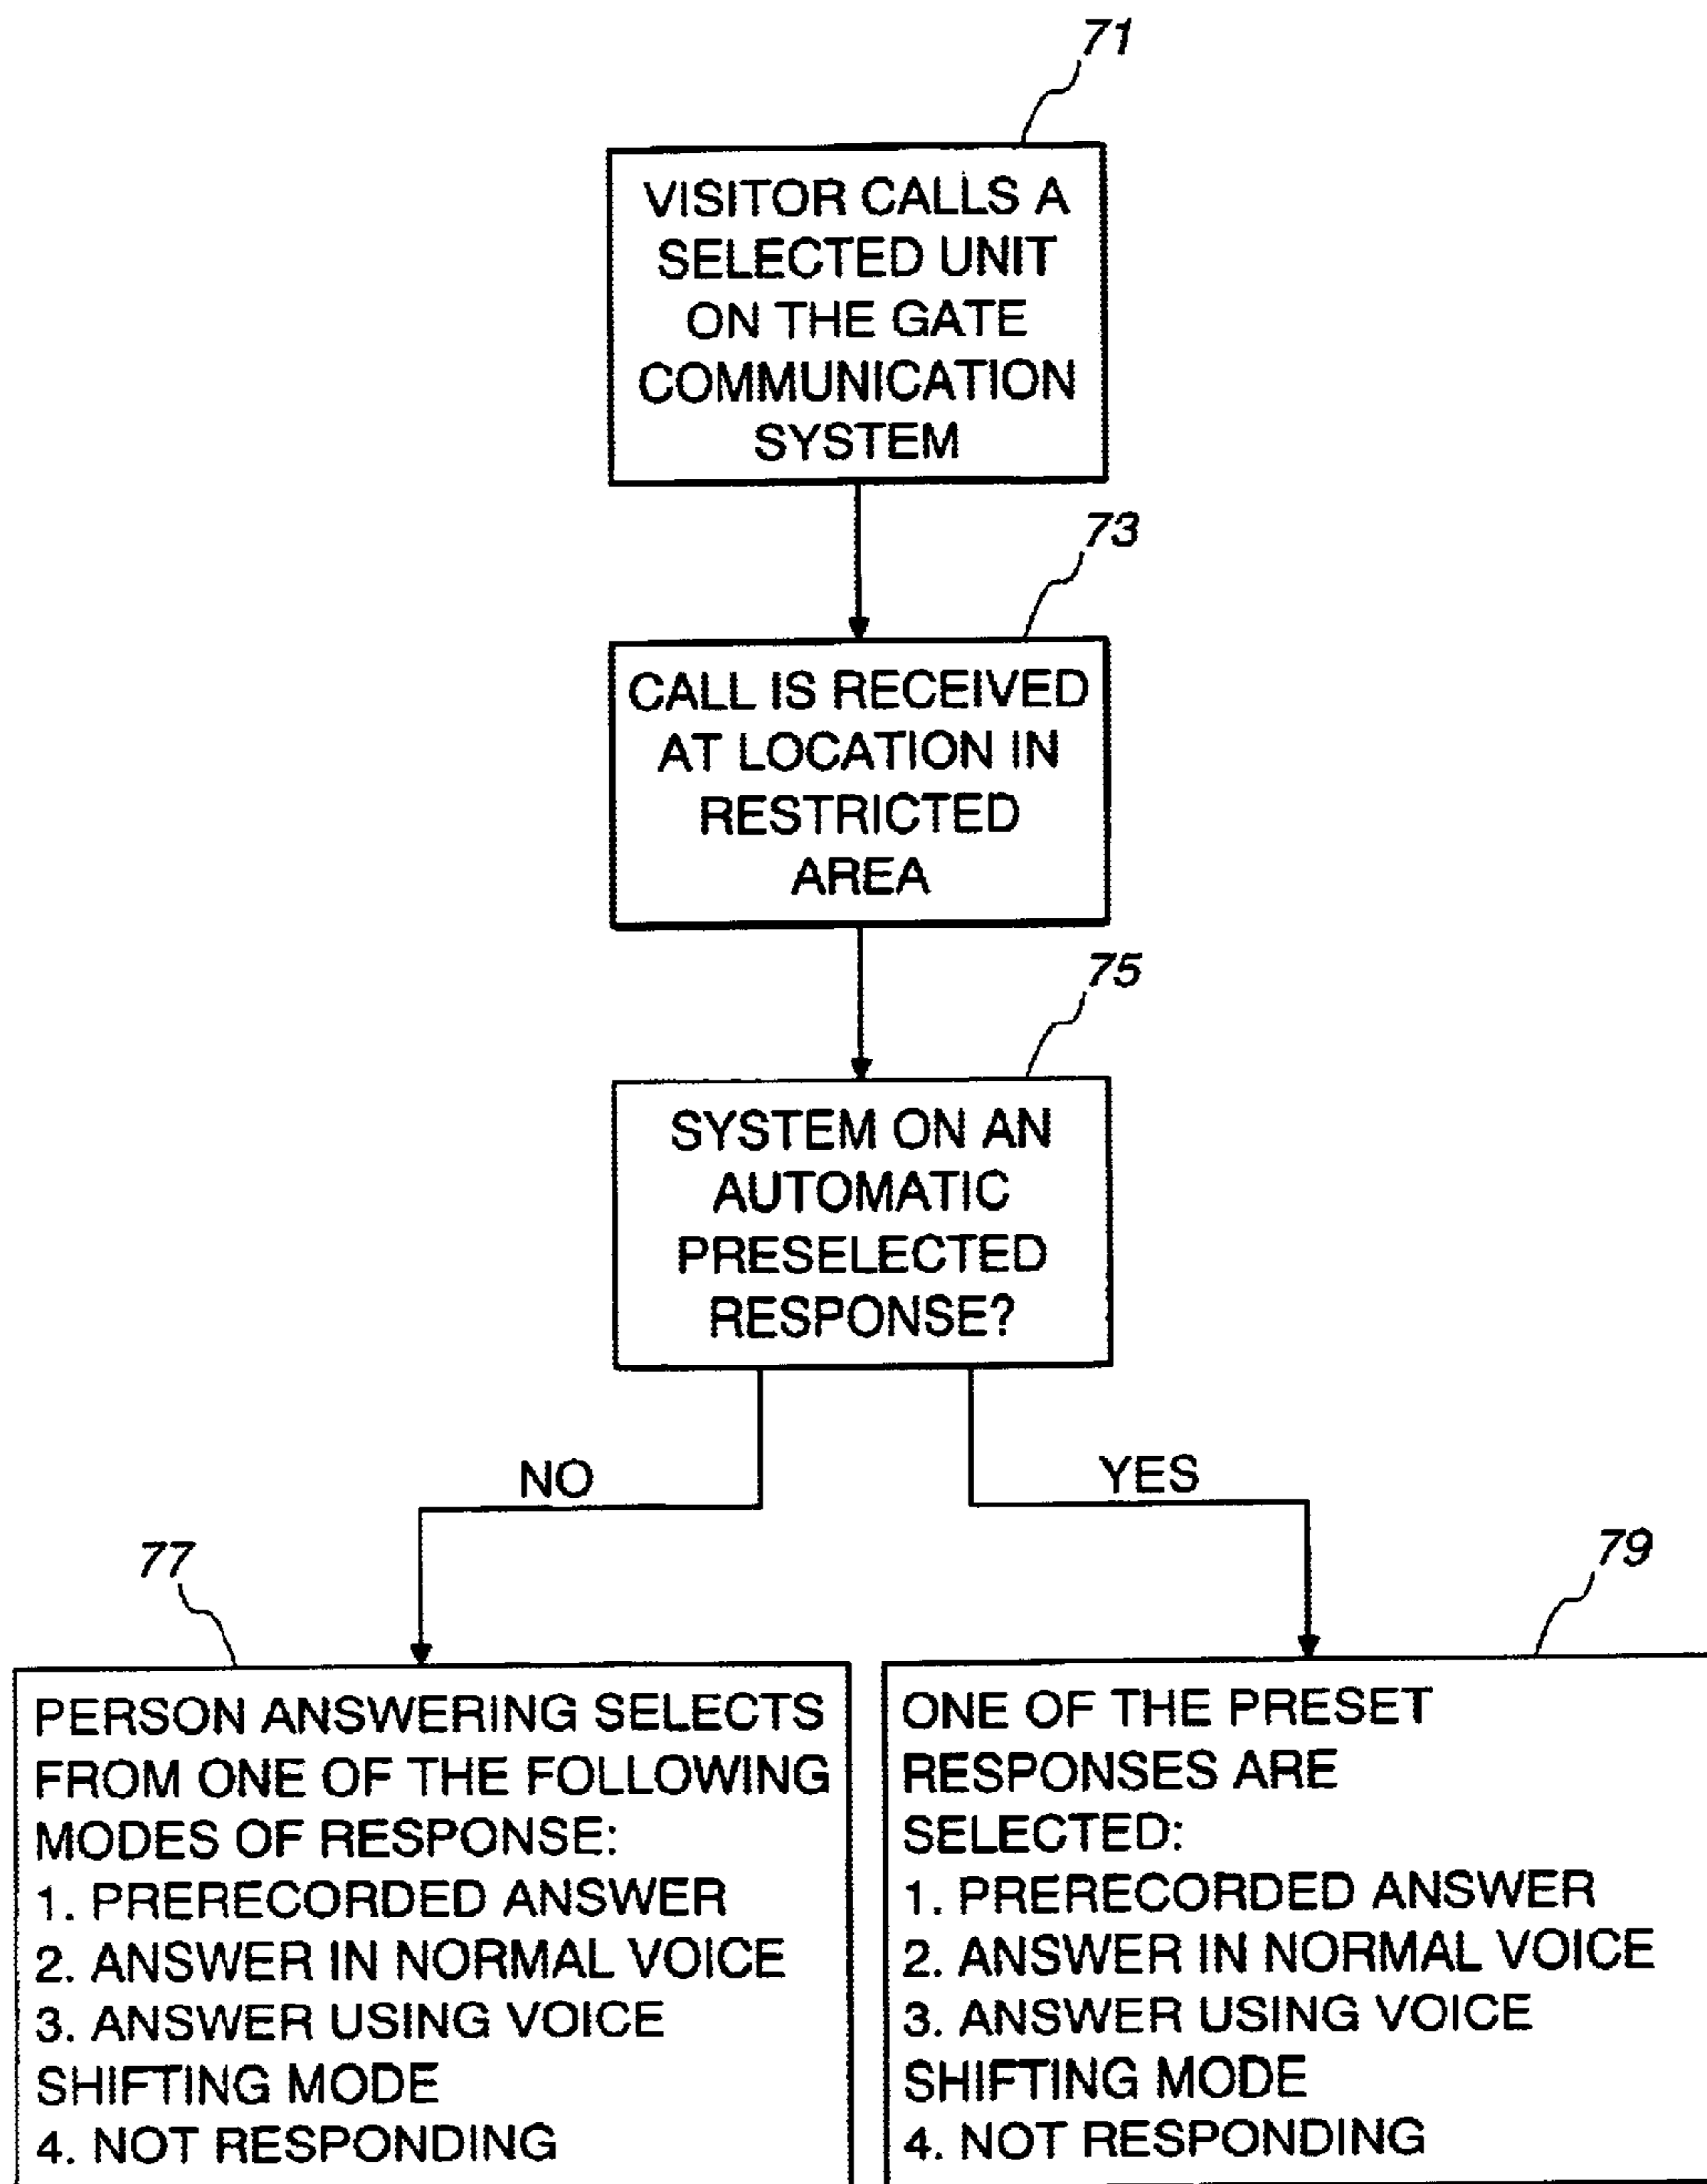 71
VISITOR CALLS A
SELECTED UNIT
ON THE GATE
COMMUNICATION
SYSTEM
73
CALL IS RECEIVED
AT LOCATION IN
RESTRICTED
AREA
75
SYSTEM ON AN
AUTOMATIC
PRESELECTED
RESPONSE?
NO
YES
77
PERSON ANSWERING SELECTS
FROM ONE OF THE FOLLOWING
MODES OF RESPONSE:
1. PRERECORDED ANSWER
2. ANSWER IN NORMAL VOICE
3. ANSWER USING VOICE
SHIFTING MODE
4. NOT RESPONDING
79
ONE OF THE PRESET
RESPONSES ARE
SELECTED:
1. PRERECORDED ANSWER
2. ANSWER IN NORMAL VOICE
3. ANSWER USING VOICE
SHIFTING MODE
4. NOT RESPONDING